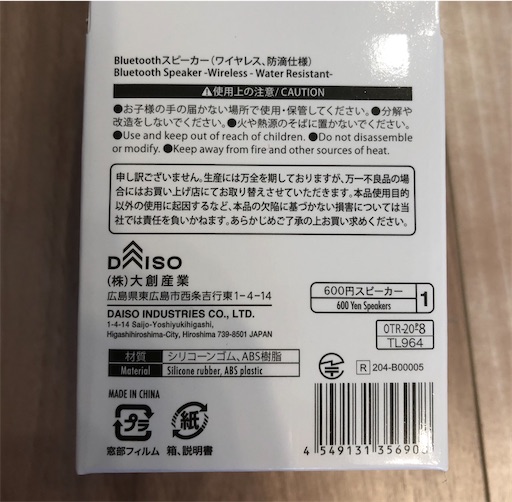 Bluetoothスピーカー(ワイヤレス、防滴仕様)
Bluetooth Speaker -Wireless - Water Resistant-
使用上の注意/ CAUTION
●お子様の手の届かない場所で使用・保管してください。●分解や
改造をしないでください。●火や熱源のそばに置かないでください。
●Use and keep out of reach of children. ●Do not disassemble
or modify. ●Keep away from fire and other sources of heat.
申し訳ございません。生産には万全を期しておりますが、万一不良品の場
合にはお買い上げ店にてお取り替えさせていただきます。本品使用目的
以外の使用に起因するなど、本品の欠陥に基づかない損害については当
社では責任を負いかねます。あらかじめご了承の上お買い求めください。
DAISO
(株)大創産業
広島県東広島市西条吉行東1-4-14
DAISO INDUSTRIES CO., LTD.
1-4-14 Saijo-Yoshiyukihigashi,
Higashihiroshima-City, Hiroshima 739-8501 JAPAN
600円スピーカー
600 Yen Speakers
1
TL964
材質 シリコーンゴム、ABS樹脂
Material Silicone rubber, ABS plastic
R 204-B00005
MADE IN CHINA
プラ
紙
窓部フィルム 箱、説明書
4 549131 35690